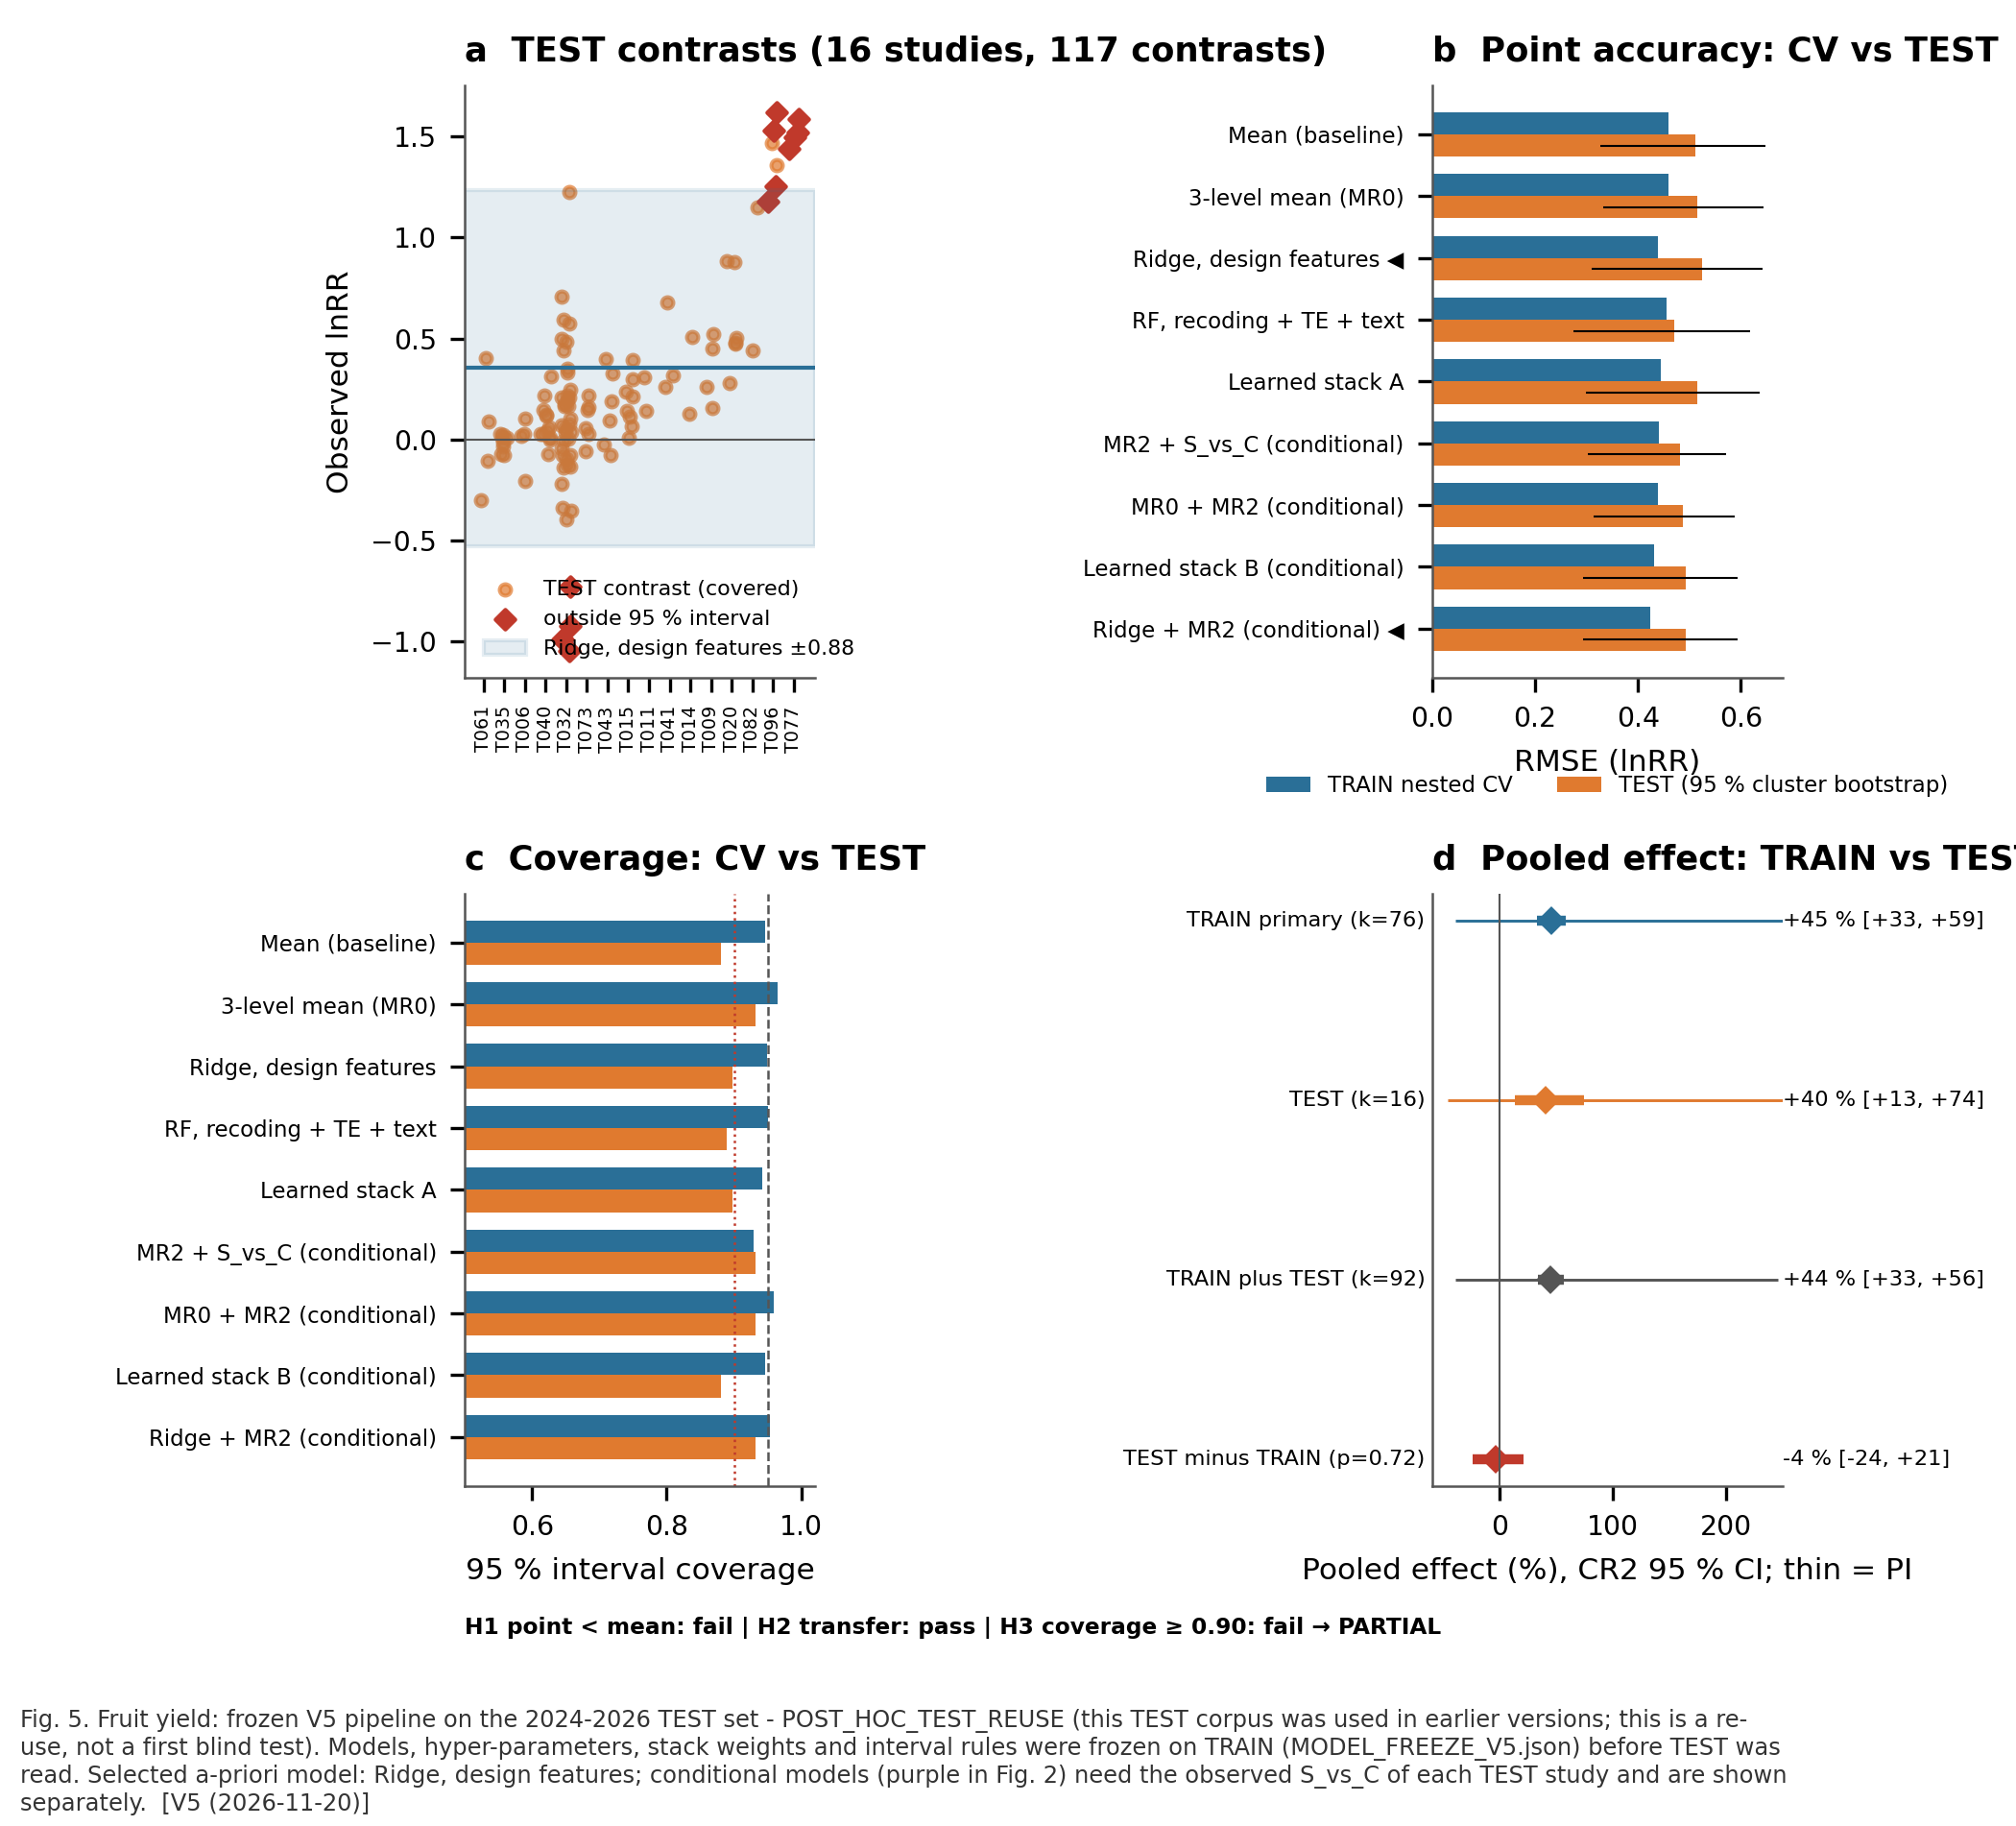 a TEST contrasts (16 studies, 117 contrasts)
Observed lnRR
1.5
1.0
0.5
0.0
−0.5
−1.0
TEST contrast (covered)
outside 95 % interval
Ridge, design features ±0.88
T061
T035
T006
T040
T032
T073
T043
T015
T011
T041
T014
T009
T020
T082
T096
T077
b Point accuracy: CV vs TEST
Mean (baseline)
3-level mean (MR0)
Ridge, design features ◀
RF, recoding + TE + text
Learned stack A
MR2 + S_vs_C (conditional)
MR0 + MR2 (conditional)
Learned stack B (conditional)
Ridge + MR2 (conditional) ◀
0.0 0.2 0.4 0.6
RMSE (lnRR)
TRAIN nested CV TEST (95 % cluster bootstrap)
c Coverage: CV vs TEST
Mean (baseline)
3-level mean (MR0)
Ridge, design features
RF, recoding + TE + text
Learned stack A
MR2 + S_vs_C (conditional)
MR0 + MR2 (conditional)
Learned stack B (conditional)
Ridge + MR2 (conditional)
0.6 0.8 1.0
95 % interval coverage
d Pooled effect: TRAIN vs TEST
TRAIN primary (k=76) +45 % [+33, +59]
TEST (k=16) +40 % [+13, +74]
TRAIN plus TEST (k=92) +44 % [+33, +56]
TEST minus TRAIN (p=0.72) -4 % [-24, +21]
0 100 200
Pooled effect (%), CR2 95 % CI; thin = PI
H1 point < mean: fail | H2 transfer: pass | H3 coverage ≥ 0.90: fail → PARTIAL
Fig. 5. Fruit yield: frozen V5 pipeline on the 2024-2026 TEST set - POST_HOC_TEST_REUSE (this TEST corpus was used in earlier versions; this is a re-
use, not a first blind test). Models, hyper-parameters, stack weights and interval rules were frozen on TRAIN (MODEL_FREEZE_V5.json) before TEST was
read. Selected a-priori model: Ridge, design features; conditional models (purple in Fig. 2) need the observed S_vs_C of each TEST study and are shown
separately. [V5 (2026-11-20)]